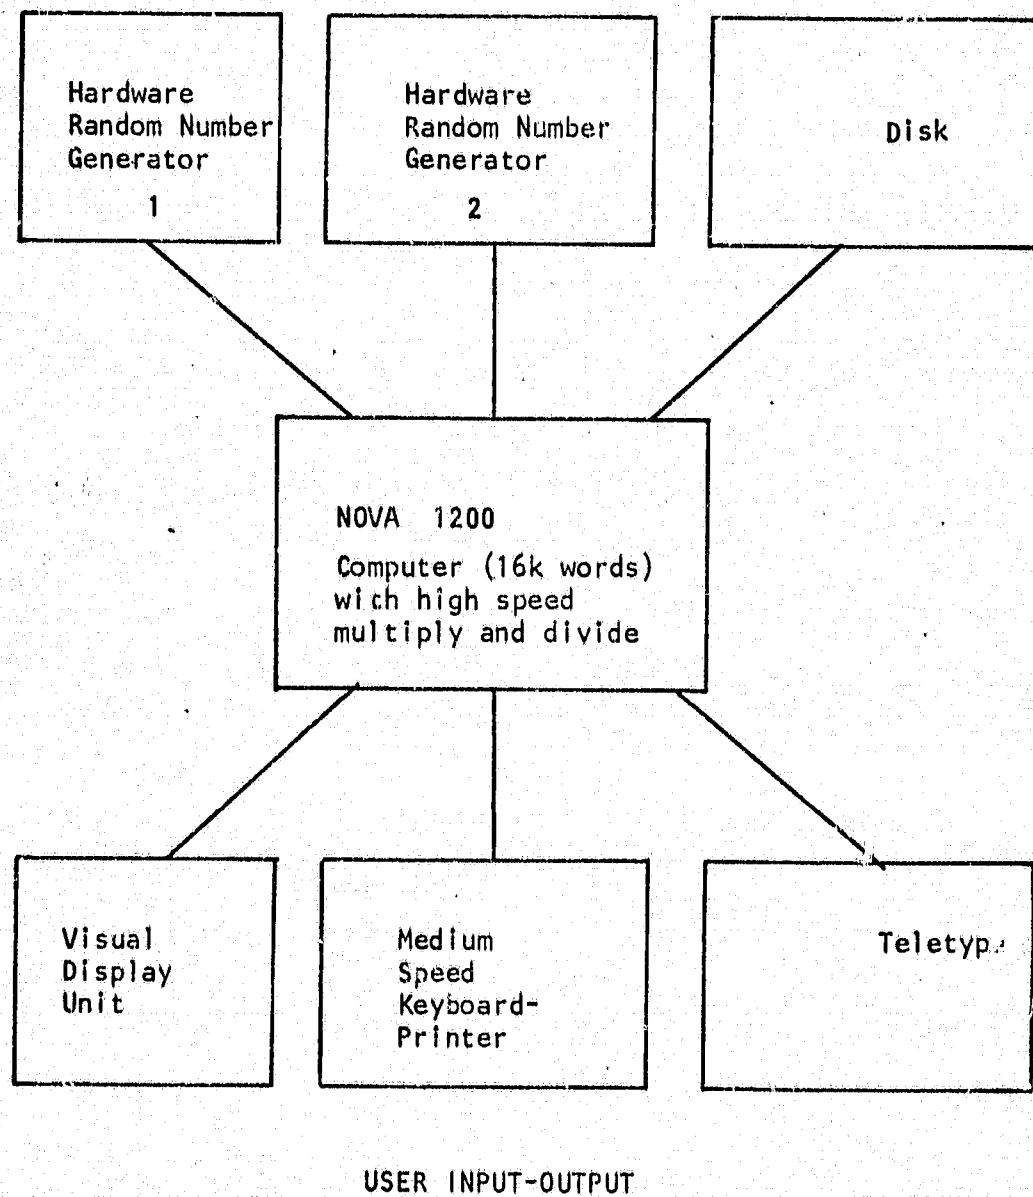 Hardware
Random Number
Generator
1
Hardware
Random Number
Generator
2
Disk
NOVA 1200
Computer (16k words)
with high speed
multiply and divide
Visual
Display
Unit
Medium
Speed
Keyboard-
Printer
USER INPUT-OUTPUT